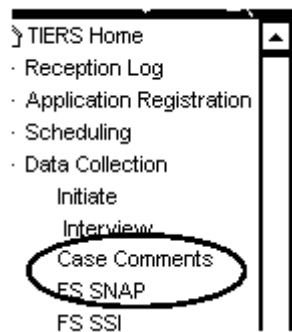 TIERS Home
· Reception Log
· Application Registration
· Scheduling
· Data Collection
Initiate
Interview
Case Comments
FS SNAP
FS SSI